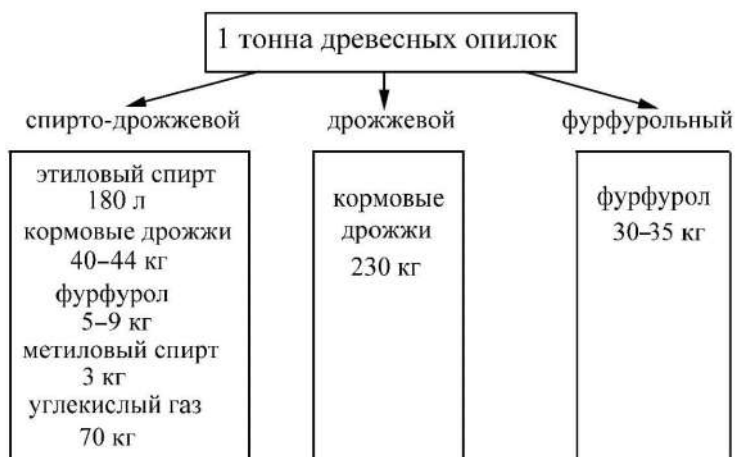 1 тонна древесных опилок
спирто-дрожжевой
дрожжевой
фурфурольный
этиловый спирт
180 л
кормовые дрожжи
40–44 кг
фурфурол
5–9 кг
метиловый спирт
3 кг
углекислый газ
70 кг
кормовые
дрожжи
230 кг
фурфурол
30–35 кг